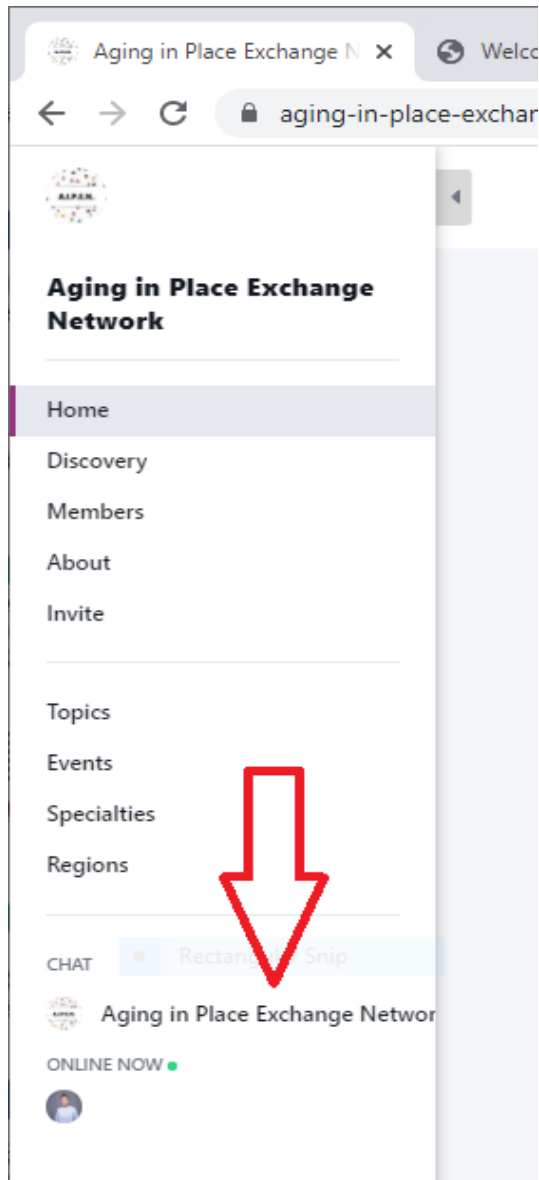 Aging in Place Exchange N
Welco
aging-in-place-exchan
A.I.P.E.N.
Aging in Place Exchange
Network
Home
Discovery
Members
About
Invite
Topics
Events
Specialties
Regions
Rectangular Snip
CHAT
Aging in Place Exchange Networ
ONLINE NOW